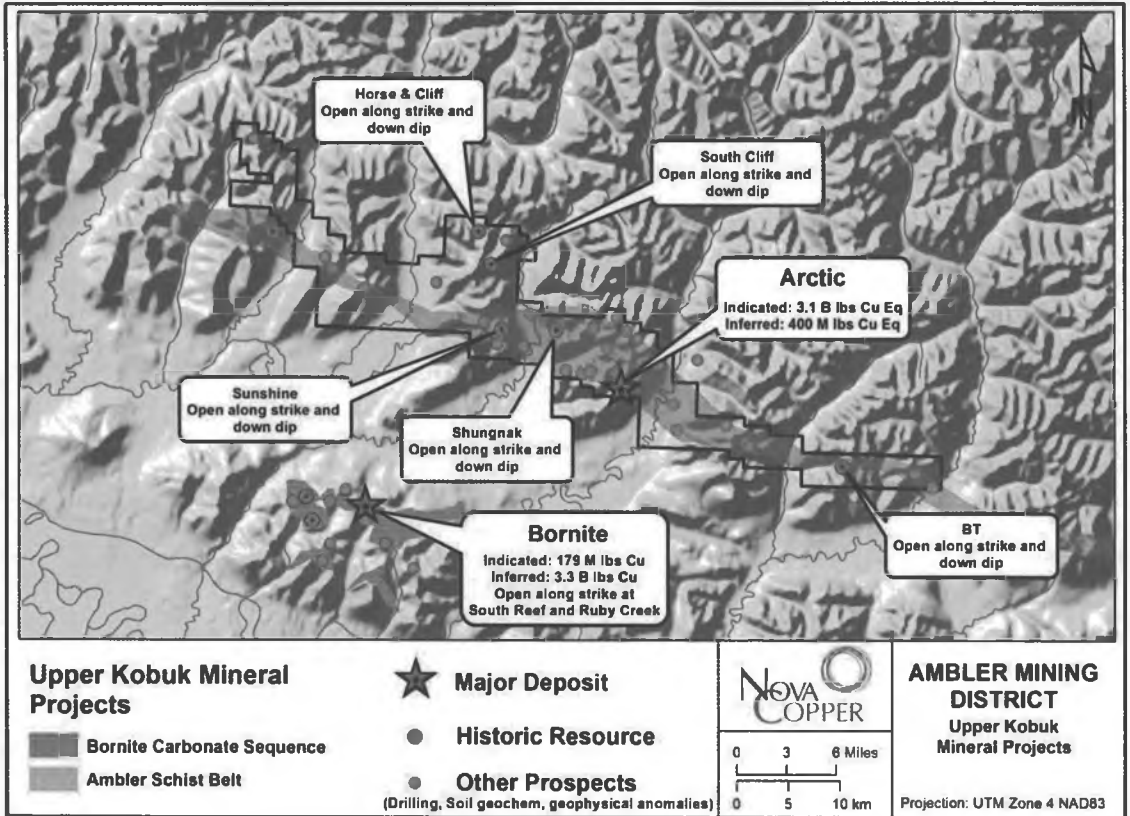 Horse & Cliff
Open along strike and
down dip
South Cliff
Open along strike and
down dip
Arctic
Indicated: 3.1 B lbs Cu Eq
Inferred: 400 M lbs Cu Eq
Sunshine
Open along strike and
down dip
Shungnak
Open along strike and
down dip
Bornite
Indicated: 179 M lbs Cu
Inferred: 3.3 B lbs Cu
Open along strike at
South Reef and Ruby Creek
BT
Open along strike and
down dip
N
Upper Kobuk Mineral
Projects
Bornite Carbonate Sequence
Ambler Schist Belt
Major Deposit
Historic Resource
Other Prospects
(Drilling, Soil geochem, geophysical anomalies)
NOVA
COPPER
0 3 6 Miles
0 5 10 km
AMBLER MINING
DISTRICT
Upper Kobuk
Mineral Projects
Projection: UTM Zone 4 NAD83